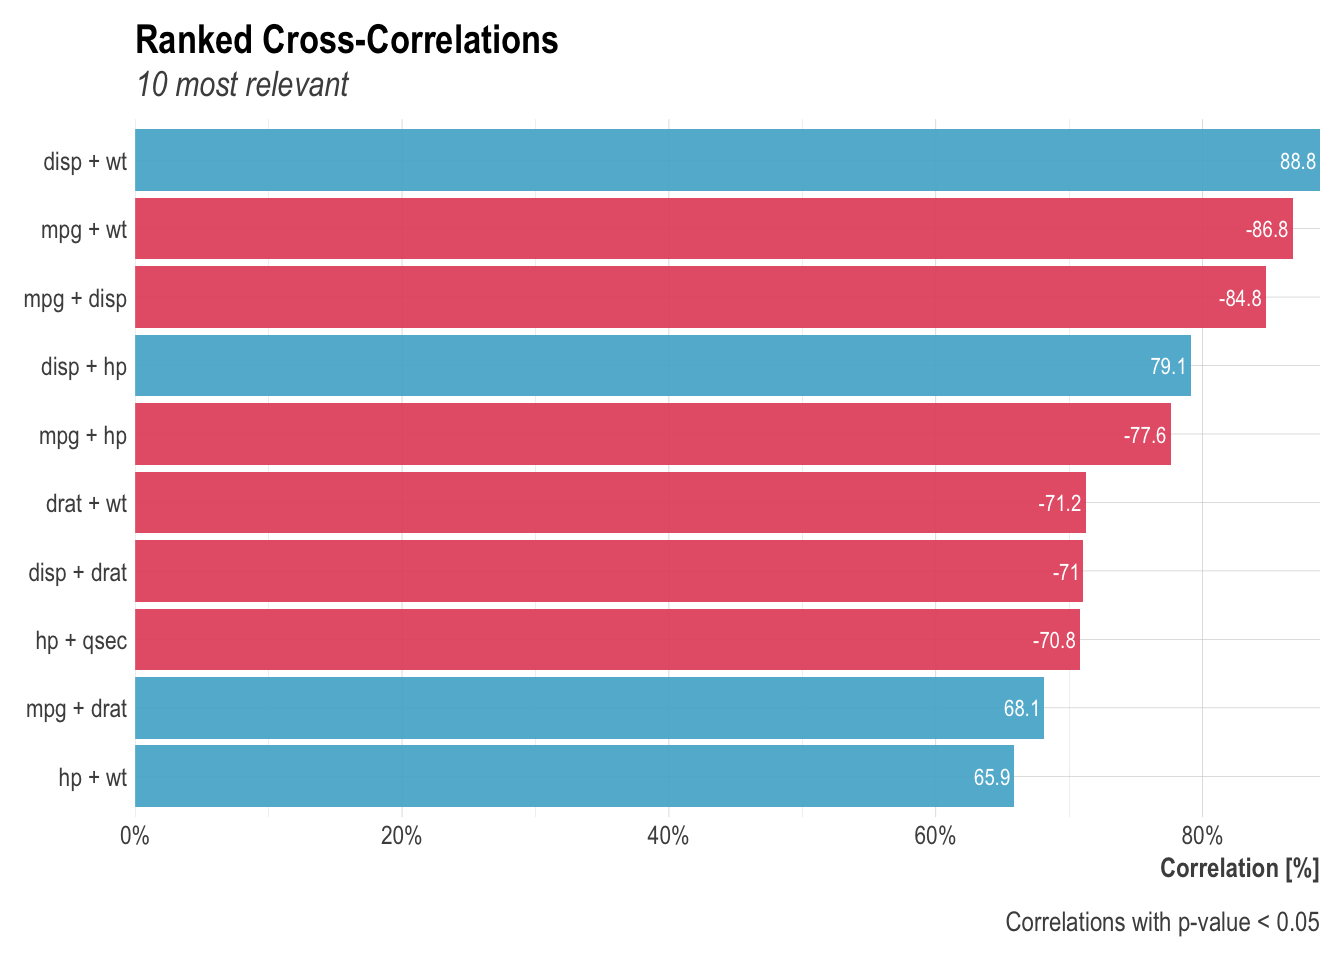 Ranked Cross-Correlations
10 most relevant
disp + wt 88.8
mpg + wt -86.8
mpg + disp -84.8
disp + hp 79.1
mpg + hp -77.6
drat + wt -71.2
disp + drat -71
hp + qsec -70.8
mpg + drat 68.1
hp + wt 65.9
0% 20% 40% 60% 80%
Correlation [%]
Correlations with p-value < 0.05